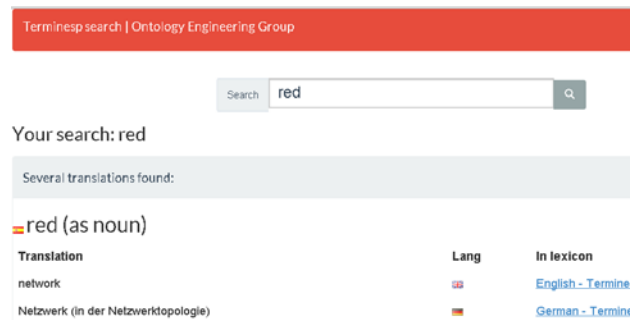 Terminesp search | Ontology Engineering Group
Search red
Your search: red
Several translations found:
red (as noun)
Translation Lang In lexicon
network English - Termine
Netzwerk (in der Netzwerktopologie) German - Termine